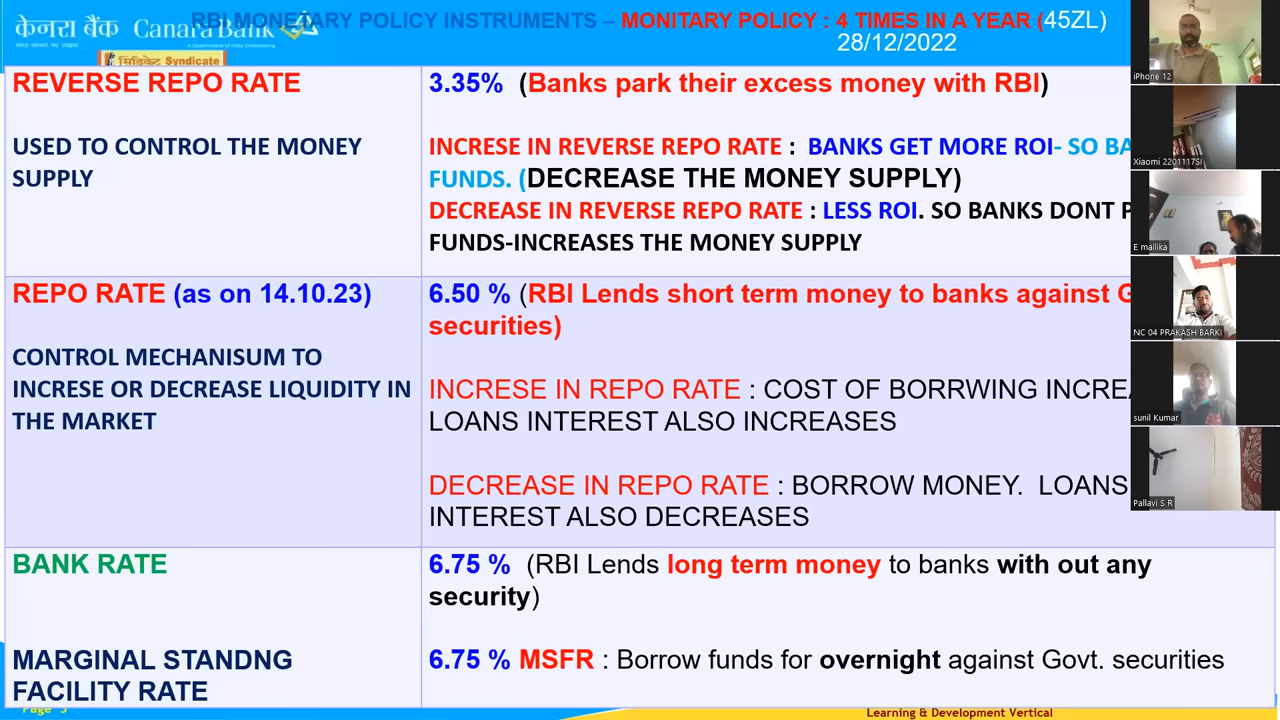 केनरा बैंक Canara Bank
RBI MONETARY POLICY INSTRUMENTS – MONITARY POLICY : 4 TIMES IN A YEAR (45ZL)
28/12/2022
सिंडिकेट Syndicate
REVERSE REPO RATE
USED TO CONTROL THE MONEY
SUPPLY
3.35% (Banks park their excess money with RBI)
INCRESE IN REVERSE REPO RATE : BANKS GET MORE ROI- SO BA
FUNDS. (DECREASE THE MONEY SUPPLY)
DECREASE IN REVERSE REPO RATE : LESS ROI. SO BANKS DONT P
FUNDS-INCREASES THE MONEY SUPPLY
REPO RATE (as on 14.10.23)
CONTROL MECHANISUM TO
INCRESE OR DECREASE LIQUIDITY IN
THE MARKET
6.50 % (RBI Lends short term money to banks against G
securities)
INCRESE IN REPO RATE : COST OF BORRWING INCREA
LOANS INTEREST ALSO INCREASES
DECREASE IN REPO RATE : BORROW MONEY. LOANS
INTEREST ALSO DECREASES
BANK RATE
6.75 % (RBI Lends long term money to banks with out any
security)
MARGINAL STANDNG
FACILITY RATE
6.75 % MSFR : Borrow funds for overnight against Govt. securities
Page 3
Learning & Development Vertical
iPhone 12
Xiaomi 2201117SI
E mallika
NC 04 PRAKASH BARKI
sunil Kumar
Pallavi S R